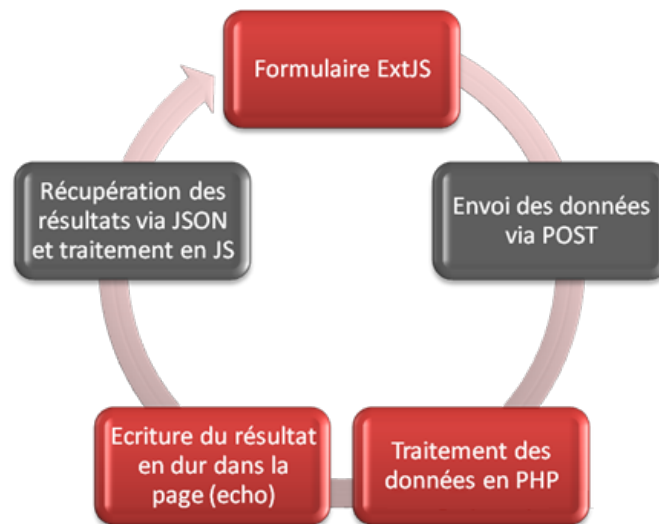 Formulaire ExtJS
Envoi des données
via POST
Traitement des
données en PHP
Ecriture du résultat
en dur dans la
page (echo)
Récupération des
résultats via JSON
et traitement en JS